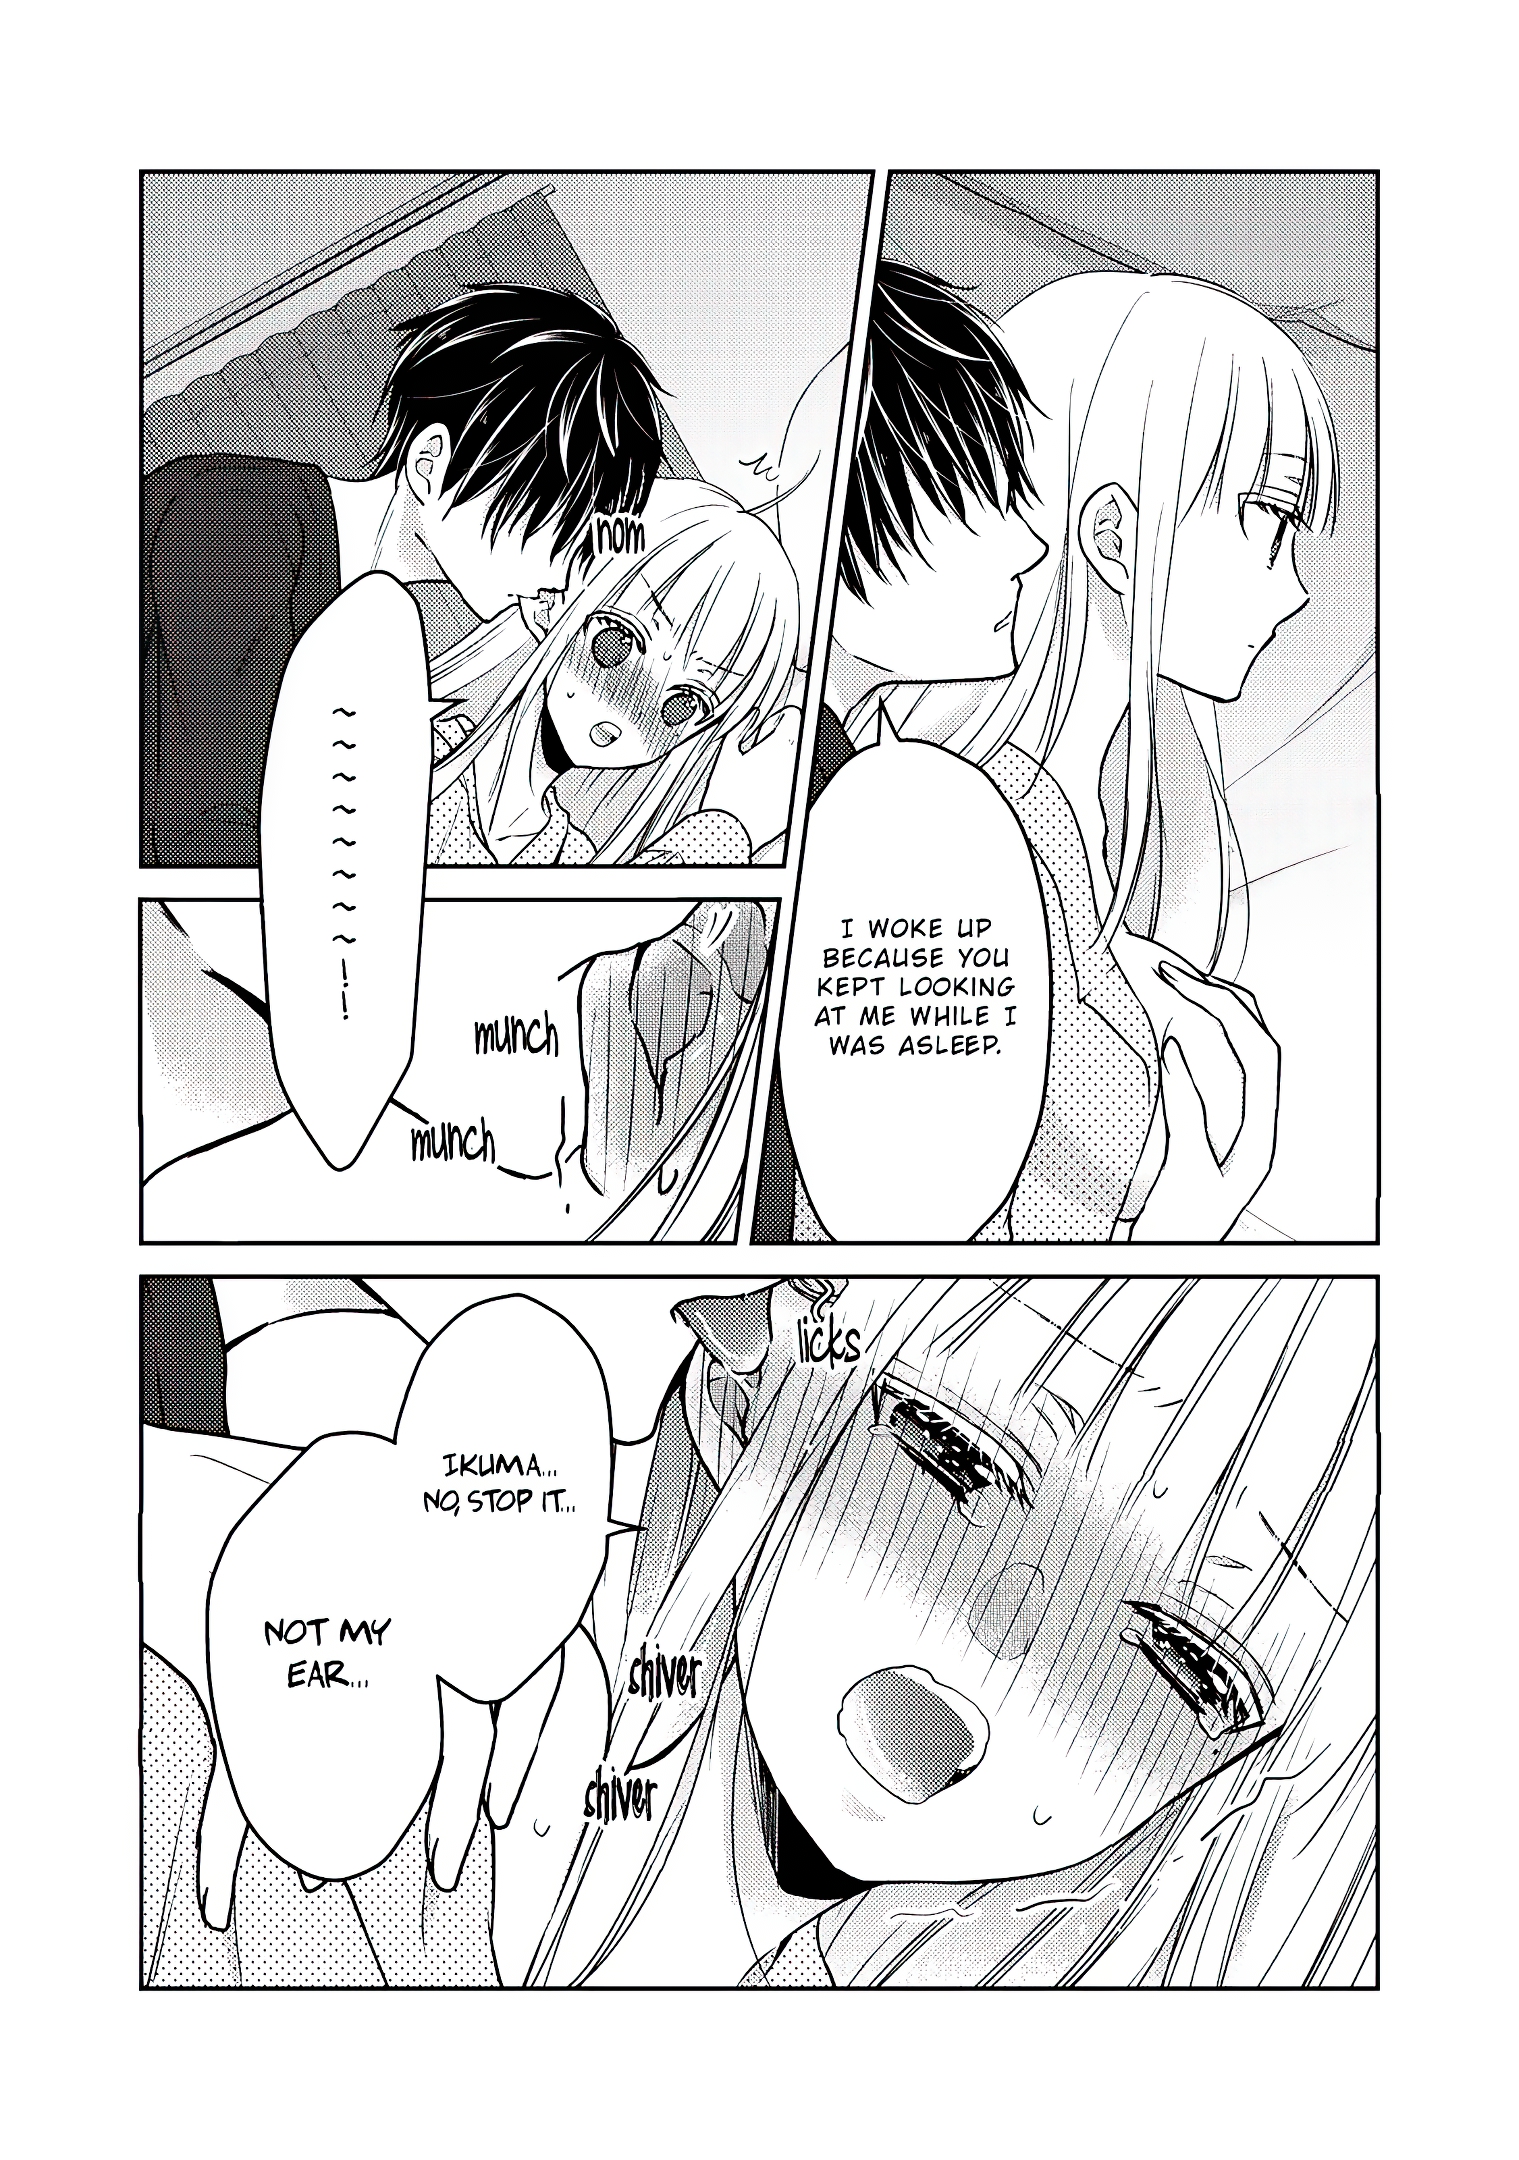 I WOKE UP
BECAUSE YOU
KEPT LOOKING
AT ME WHILE I
WAS ASLEEP.
nom
~~~~~~~~!!
munch
munch
licks
IKUMA...
NO, STOP IT...
NOT MY
EAR...
shiver
shiver